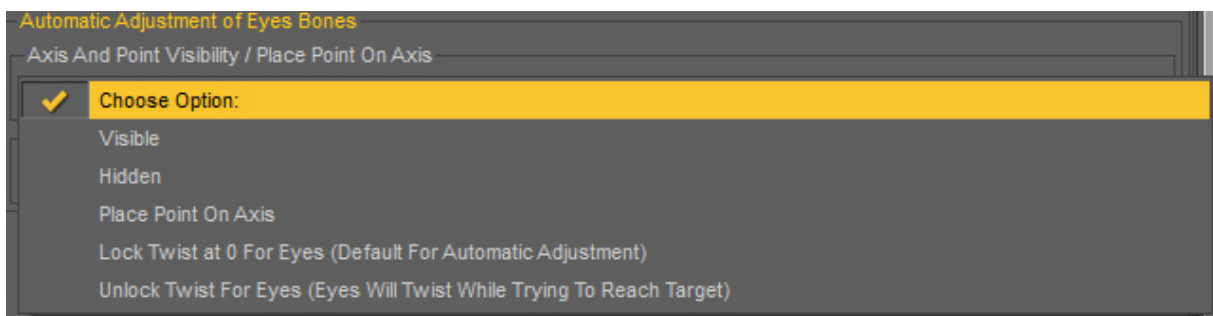 Automatic Adjustment of Eyes Bones
Axis And Point Visibility / Place Point On Axis
Choose Option:
Visible
Hidden
Place Point On Axis
Lock Twist at 0 For Eyes (Default For Automatic Adjustment)
Unlock Twist For Eyes (Eyes Will Twist While Trying To Reach Target)